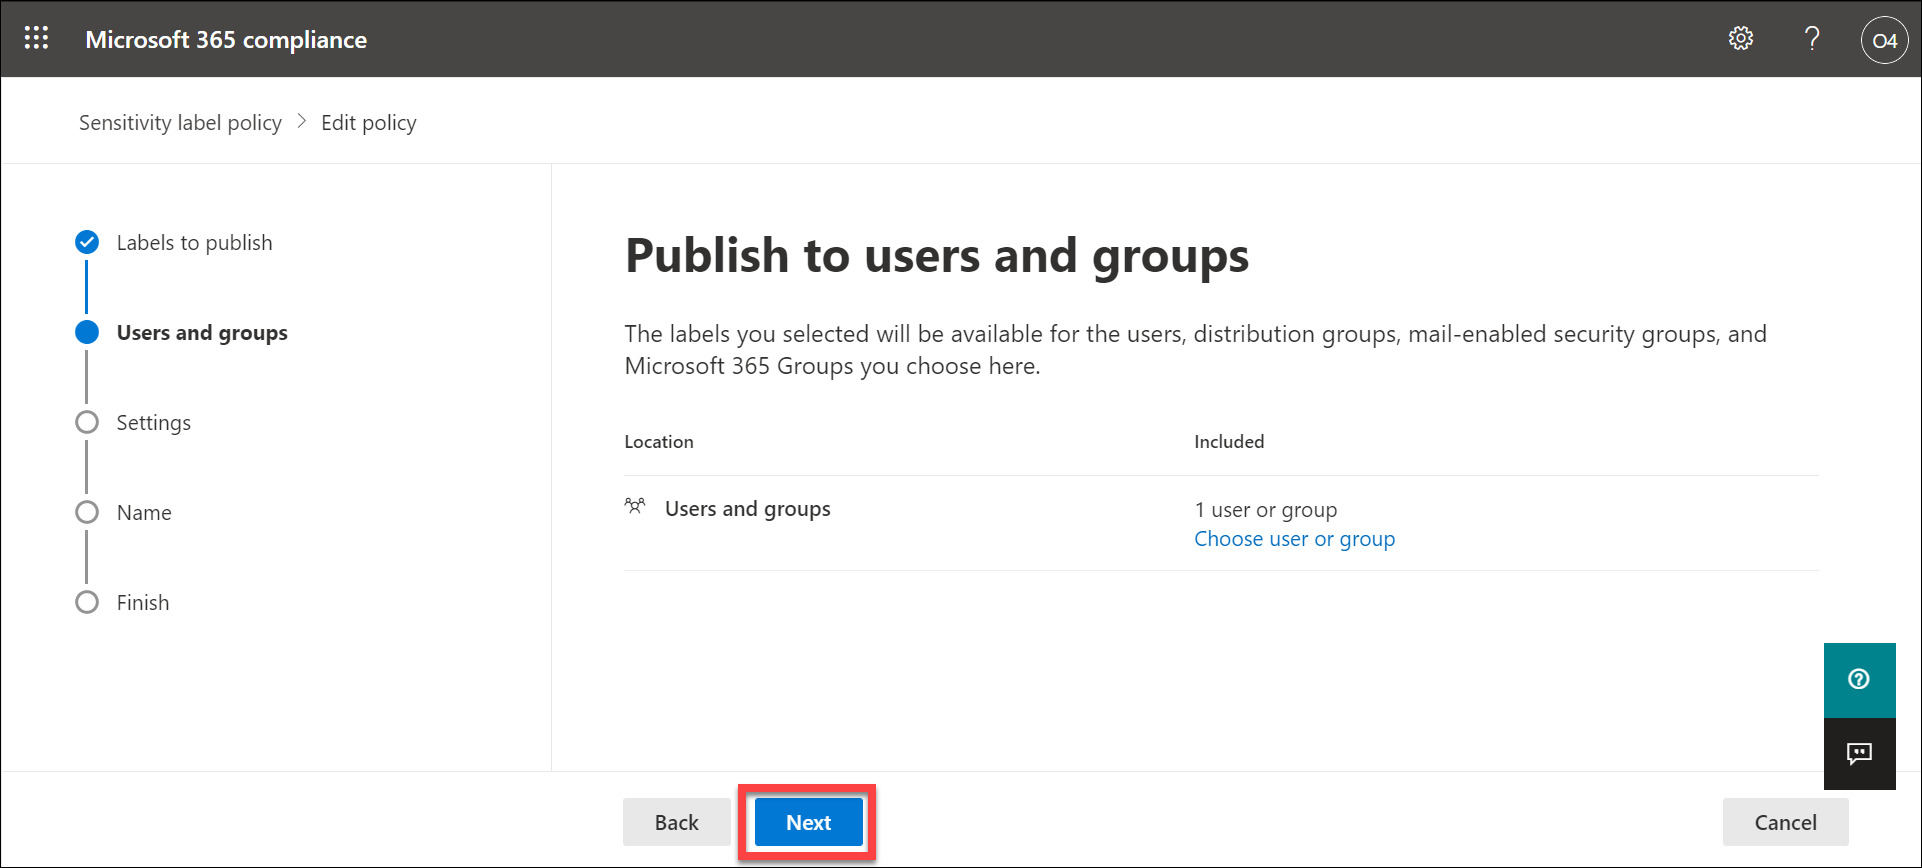 Microsoft 365 compliance
?
O4
Sensitivity label policy > Edit policy
Labels to publish
Users and groups
Settings
Name
Finish
Publish to users and groups
The labels you selected will be available for the users, distribution groups, mail-enabled security groups, and
Microsoft 365 Groups you choose here.
Location Included
Users and groups 1 user or group
Choose user or group
Back Next Cancel